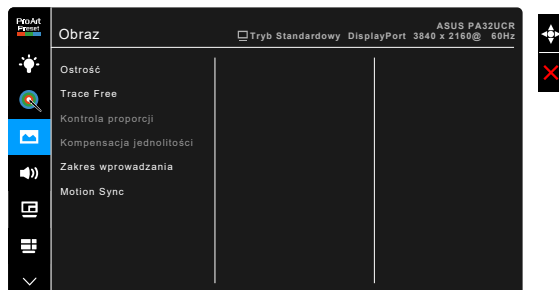 ProArt
Preset
Obraz
ASUS PA32UCR
Tryb Standardowy DisplayPort 3840 x 2160@ 60Hz
Ostrość
Trace Free
Kontrola proporcji
Kompensacja jednolitości
Zakres wprowadzania
Motion Sync